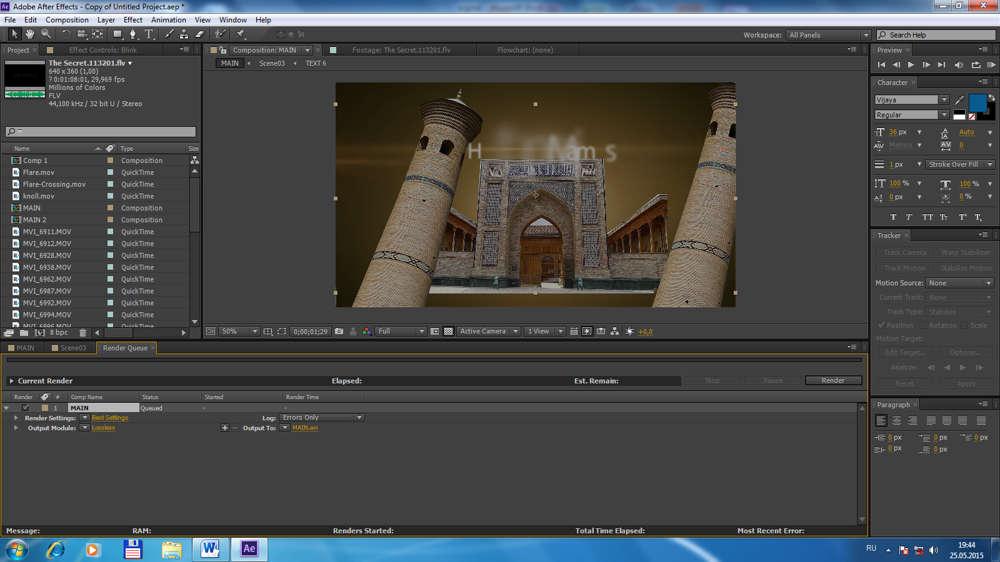 Adobe After Effects - Copy of Untitled Project.aep *
File Edit Composition Layer Effect Animation View Window Help
Workspace: All Panels Search Help
Project Effect Controls: Blink
The Secret.113201.flv
640 x 360 (1,00)
? 0:01:08:01, 29,969 fps
Millions of Colors
FLV
44,100 kHz / 32 bit U / Stereo
Name Type Size
Comp 1 Composition
Flare.mov QuickTime
Flare-Crossing.mov QuickTime
knoll.mov QuickTime
MAIN Composition
MAIN 2 Composition
MVI_6911.MOV QuickTime
MVI_6912.MOV QuickTime
MVI_6928.MOV QuickTime
MVI_6938.MOV QuickTime
MVI_6962.MOV QuickTime
MVI_6987.MOV QuickTime
MVI_6992.MOV QuickTime
MVI_6994.MOV QuickTime
MVI_6996.MOV QuickTime
8 bpc
Composition: MAIN Footage: The Secret.113201.flv Flowchart: (none)
MAIN Scene03 TEXT 6
50% 0;00;01;29 Full Active Camera 1 View +0,0
Preview
Character
Vijaya
Regular
36 px Auto
Metrics 0
1 px Stroke Over Fill
100 % 100 %
0 px 0 %
Tracker
Track Camera Warp Stabilizer
Track Motion Stabilize Motion
Motion Source: None
Current Track: None
Track Type: Stabilize
Position Rotation Scale
Motion Target:
Edit Target... Options...
Analyze:
Reset Apply
Paragraph
0 px 0 px 0 px
0 px 0 px
MAIN Scene03 Render Queue
Current Render Elapsed: Est. Remain: Stop Pause Render
Render # Comp Name Status Started Render Time
1 MAIN Queued - -
Render Settings: Best Settings Log: Errors Only
Output Module: Lossless Output To: MAIN.avi
Message: RAM: Renders Started: Total Time Elapsed: Most Recent Error:
RU 19:44
25.05.2015